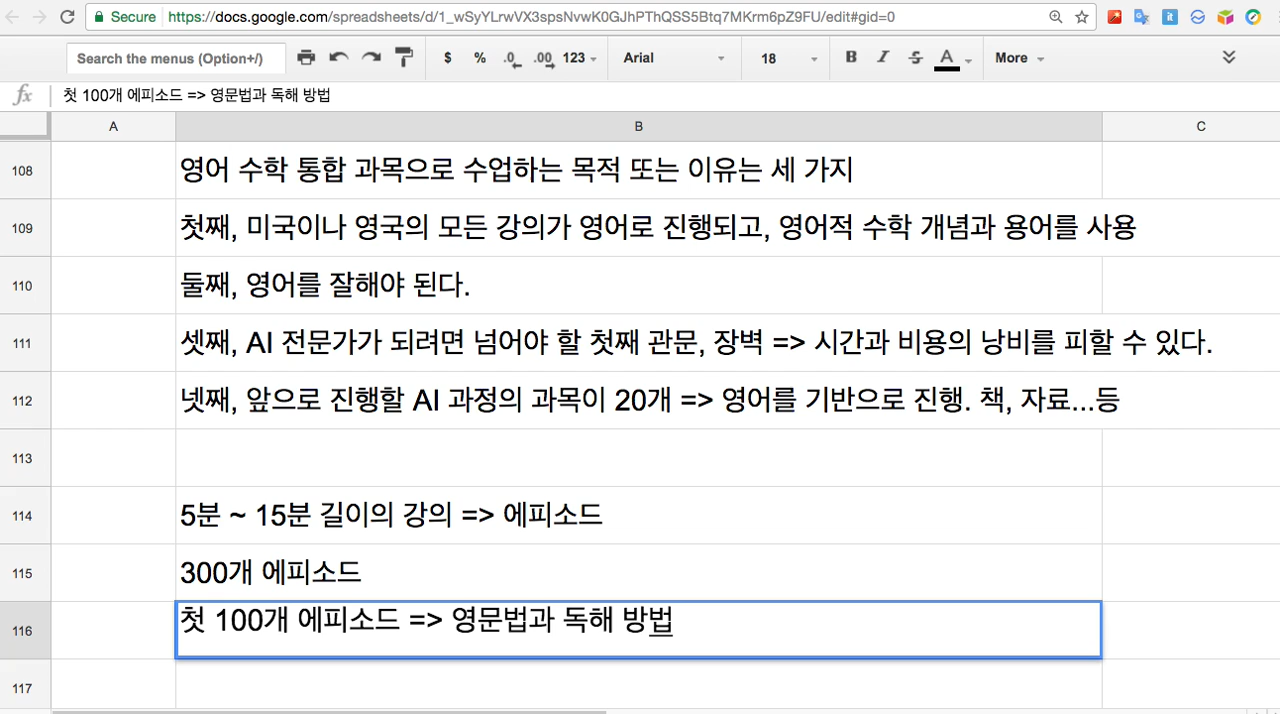 Secure https://docs.google.com/spreadsheets/d/1_wSyYLrwVX3spsNvwK0GJhPThQSS5Btq7MKrm6pZ9FU/edit#gid=0
Search the menus (Option+/) $ % .0 .00 123 Arial 18 B I S A More
fx 첫 100개 에피소드 => 영문법과 독해 방법
A B C
108 영어 수학 통합 과목으로 수업하는 목적 또는 이유는 세 가지
109 첫째, 미국이나 영국의 모든 강의가 영어로 진행되고, 영어적 수학 개념과 용어를 사용
110 둘째, 영어를 잘해야 된다.
111 셋째, AI 전문가가 되려면 넘어야 할 첫째 관문, 장벽 => 시간과 비용의 낭비를 피할 수 있다.
112 넷째, 앞으로 진행할 AI 과정의 과목이 20개 => 영어를 기반으로 진행. 책, 자료...등
113
114 5분 ~ 15분 길이의 강의 => 에피소드
115 300개 에피소드
116 첫 100개 에피소드 => 영문법과 독해 방법
117